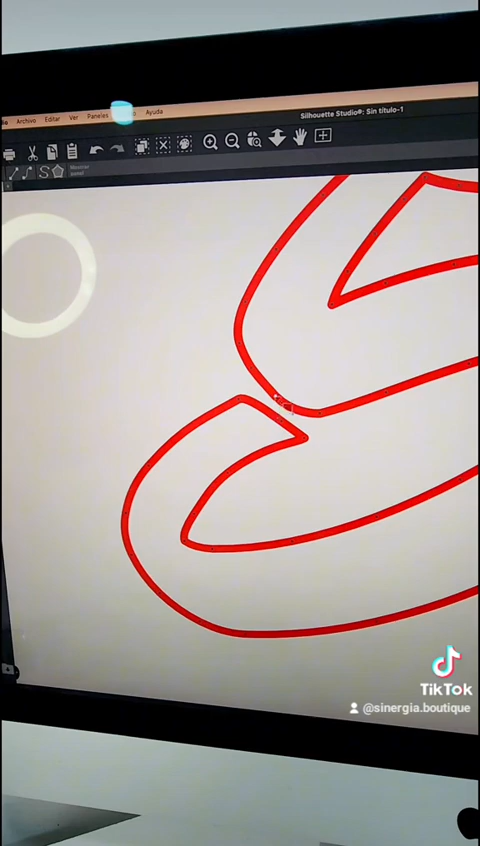 Archivo Editar Ver Paneles Ayuda
Silhouette Studio®: Sin título-1
TikTok
@sinergia.boutique